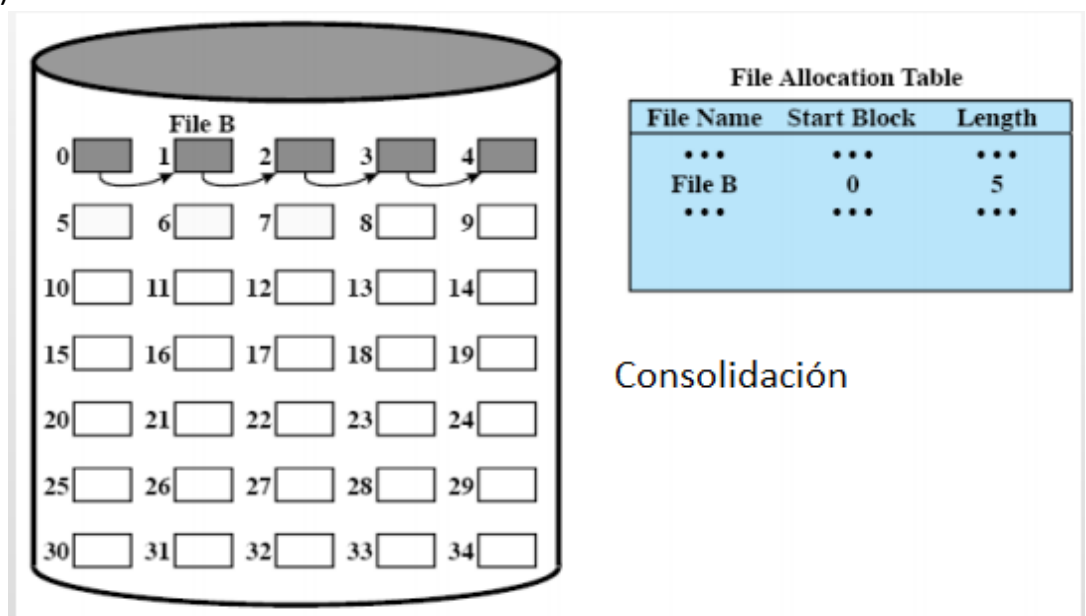 )
File Allocation Table
File Name Start Block Length
••• ••• •••
File B 0 5
••• ••• •••
File B
0 1 2 3 4
5 6 7 8 9
10 11 12 13 14
15 16 17 18 19
20 21 22 23 24
25 26 27 28 29
30 31 32 33 34
Consolidación